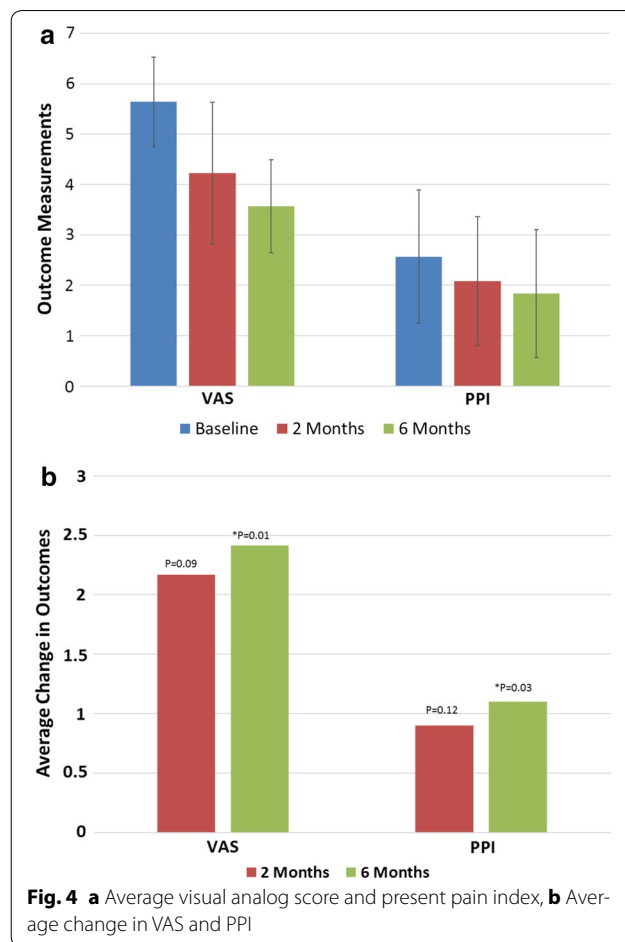 a
7
6
5
4
3
2
1
0
Outcome Measurements
VAS PPI
Baseline 2 Months 6 Months
b
3
2.5
2
1.5
1
0.5
0
Average Change in Outcomes
P=0.09 *P=0.01
P=0.12 *P=0.03
VAS PPI
2 Months 6 Months
Fig. 4 a Average visual analog score and present pain index, b Aver-
age change in VAS and PPI